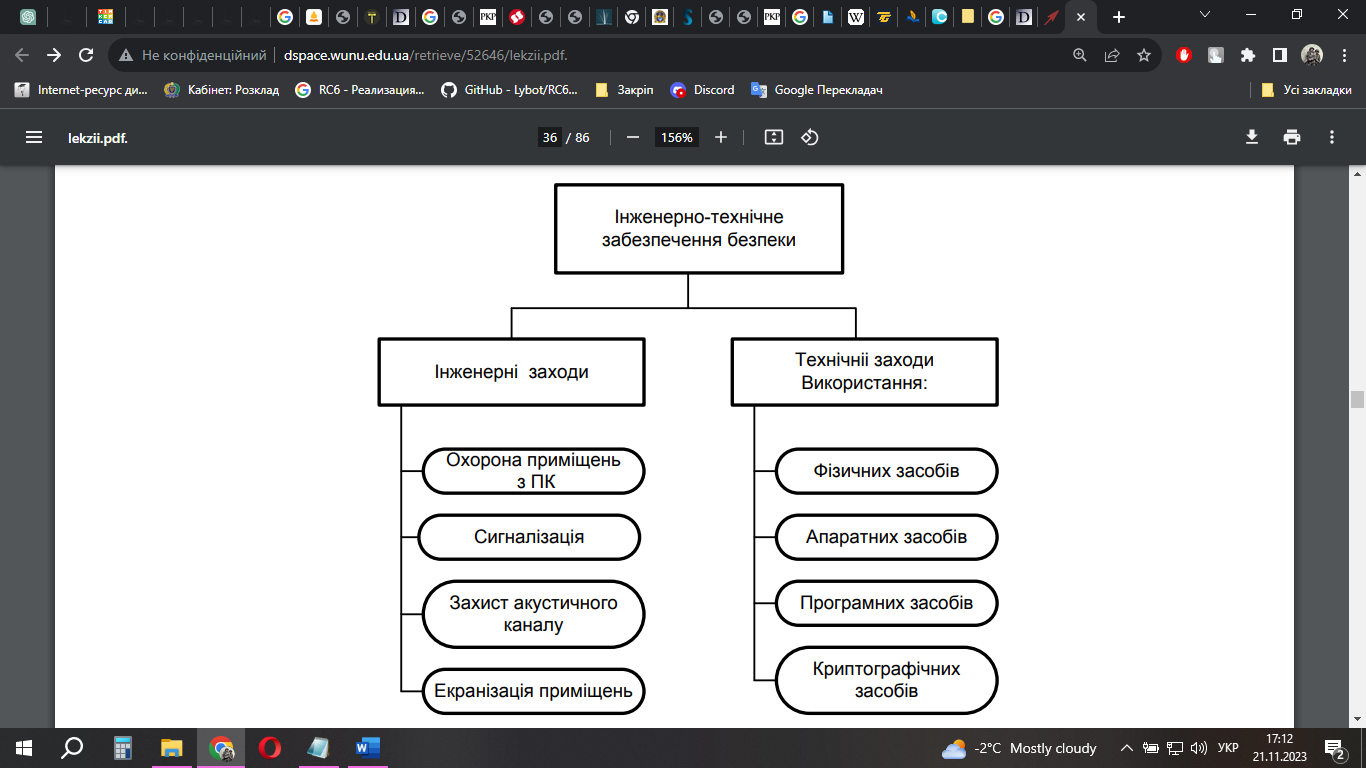 Не конфіденційний
dspace.wunu.edu.ua/retrieve/52646/lekzii.pdf.
Internet-ресурс ди...
Кабінет: Розклад
RC6 - Реализация...
GitHub - Lybot/RC6...
Закріп
Discord
Google Перекладач
Усі закладки
lekzii.pdf.
36 / 86
156%
Інженерно-технічне
забезпечення безпеки
Інженерні заходи
Охорона приміщень
з ПК
Сигналізація
Захист акустичного
каналу
Екранізація приміщень
Технічніі заходи
Використання:
Фізичних засобів
Апаратних засобів
Програмних засобів
Криптографічних
засобів
-2°C Mostly cloudy
УКР
17:12
21.11.2023
2